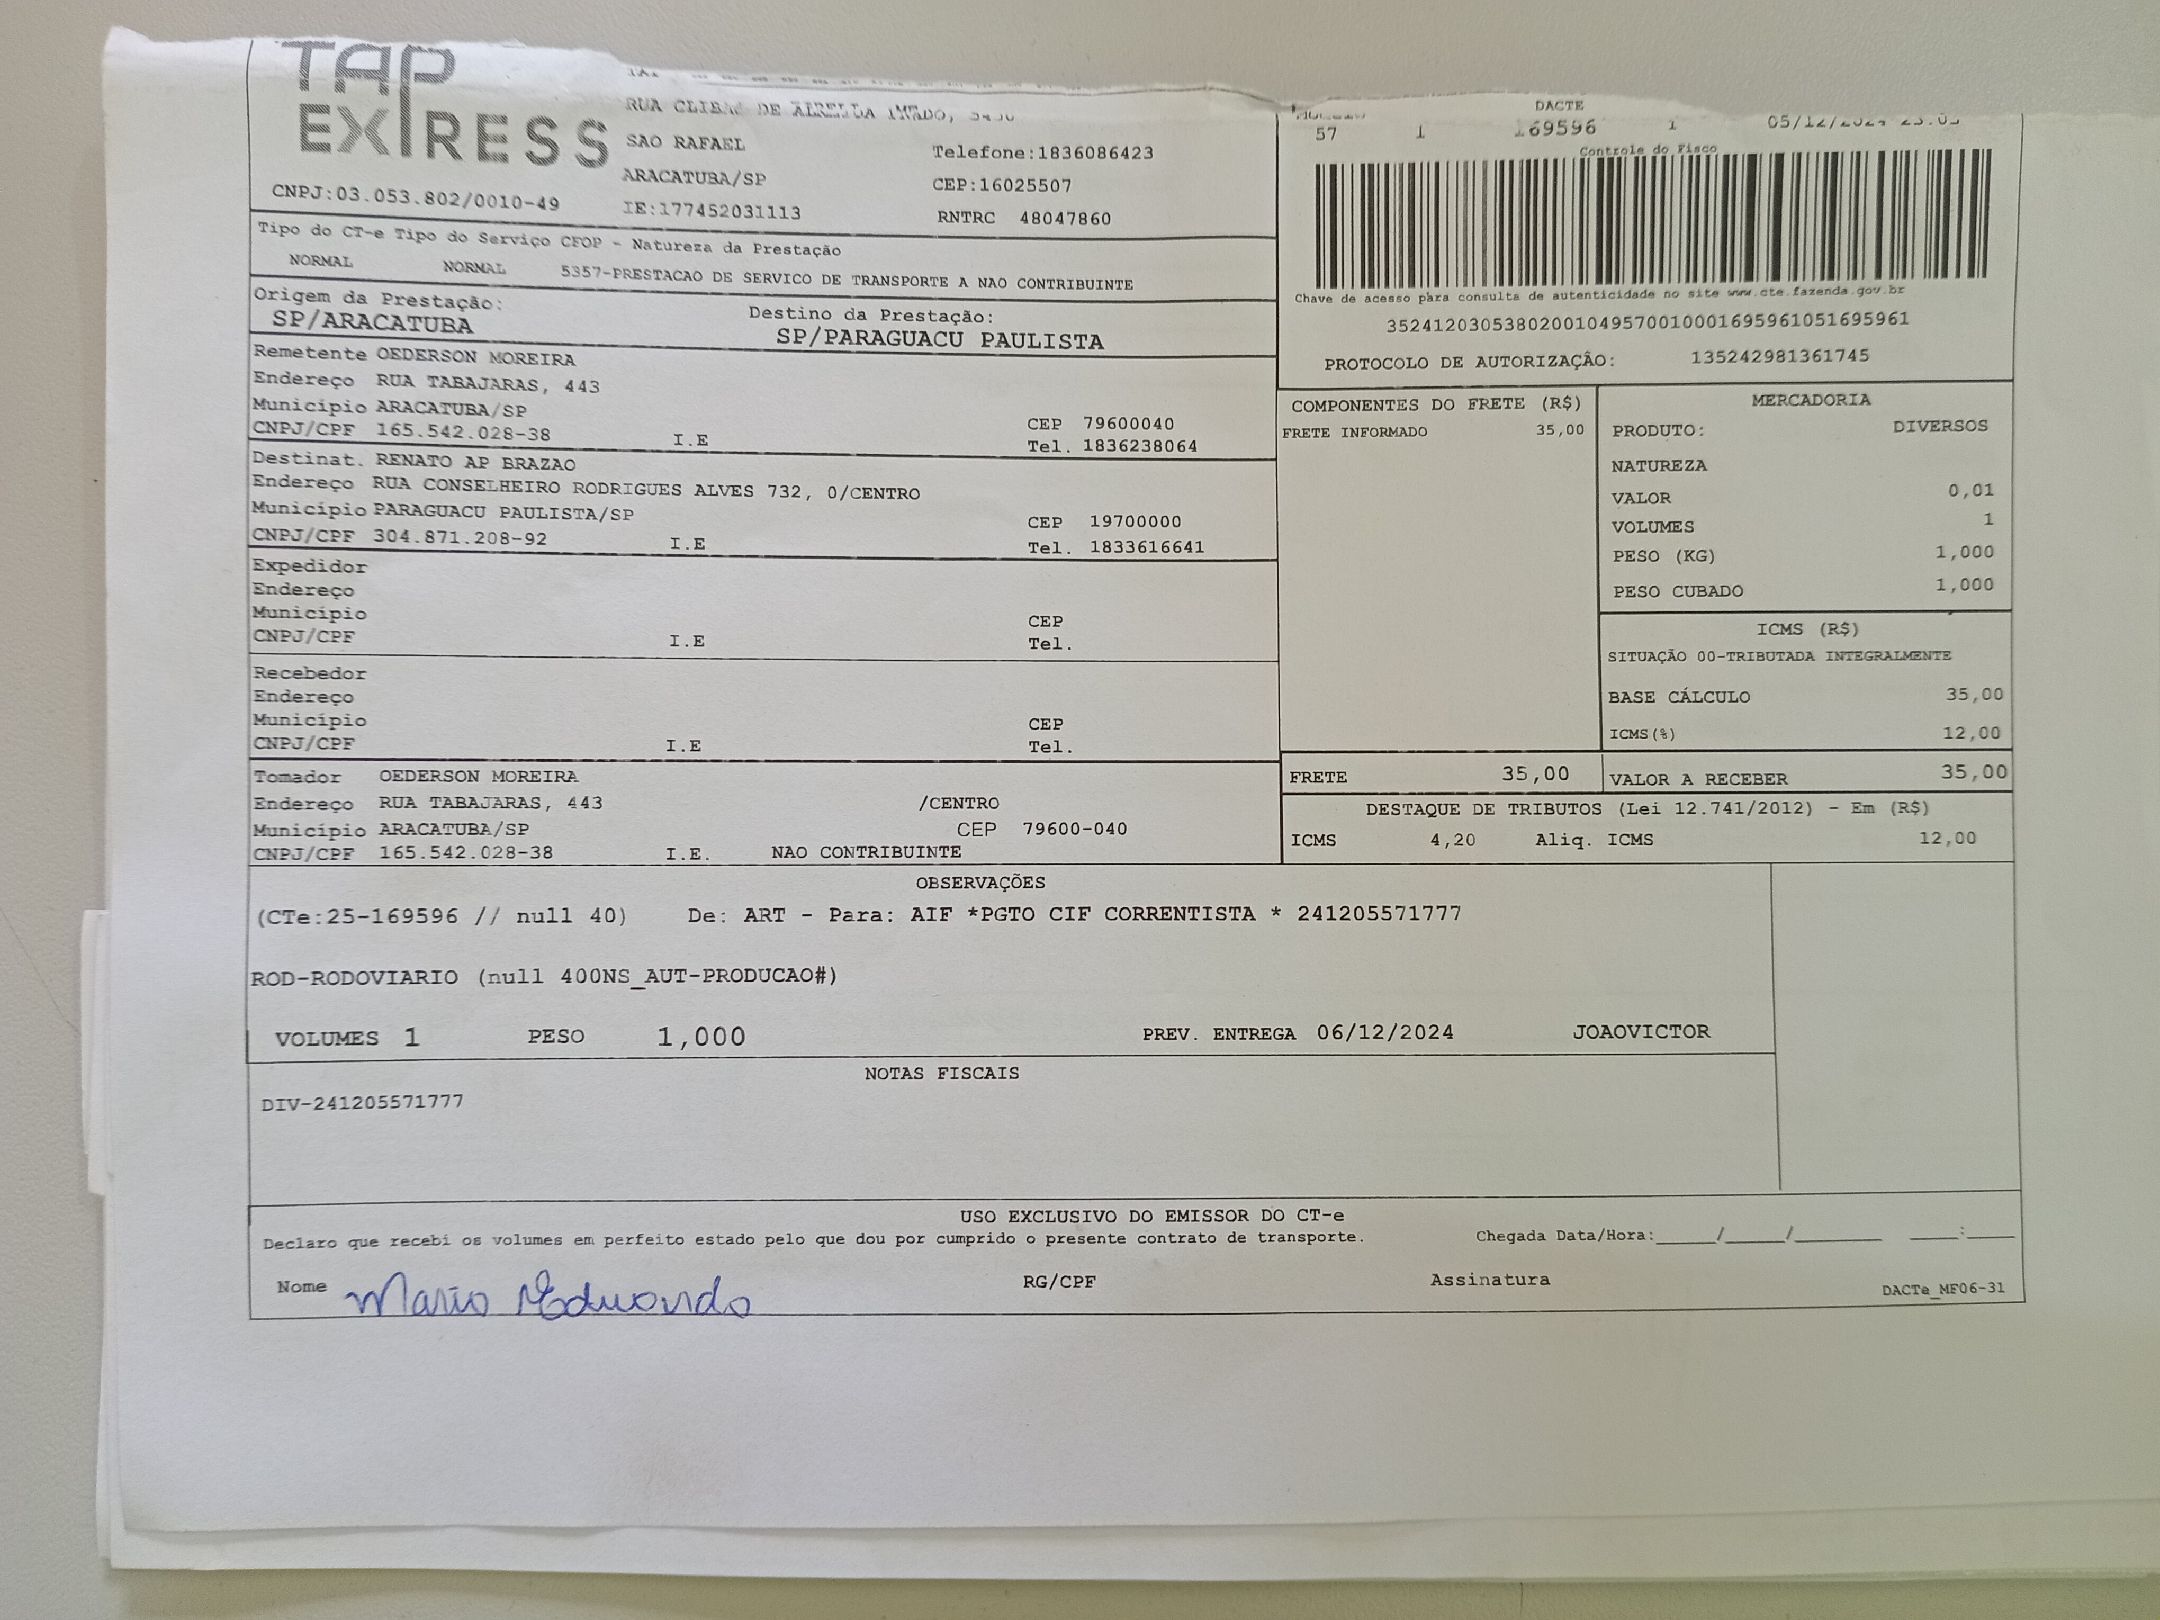 TAP
EXPRESS
CNPJ:03.053.802/0010-49
RUA DE
SAO RAFAEL
ARACATUBA/SP
IE:177452031113
Telefone:1836086423
CEP:16025507
RNTRC 48047860
DACTE
57 1 169596 1 05/12/2024
Controle do Fisco
Chave de acesso para consulta de autenticidade no site www.cte.fazenda.gov.br
35241203053802001049570010001695961051695961
PROTOCOLO DE AUTORIZAÇÂO: 135242981361745
Tipo do CT-e Tipo do Serviço CFOP - Natureza da Prestação
NORMAL NORMAL 5357-PRESTACAO DE SERVICO DE TRANSPORTE A NAO CONTRIBUINTE
Origem da Prestação: Destino da Prestação:
SP/ARACATUBA SP/PARAGUACU PAULISTA
Remetente OEDERSON MOREIRA
Endereço RUA TABAJARAS, 443
Município ARACATUBA/SP CEP 79600040
CNPJ/CPF 165.542.028-38 I.E Tel. 1836238064
Destinat. RENATO AP BRAZAO
Endereço RUA CONSELHEIRO RODRIGUES ALVES 732, 0/CENTRO
Município PARAGUACU PAULISTA/SP CEP 19700000
CNPJ/CPF 304.871.208-92 I.E Tel. 1833616641
Expedidor
Endereço
Município CEP
CNPJ/CPF I.E Tel.
Recebedor
Endereço
Município CEP
CNPJ/CPF I.E Tel.
Tomador OEDERSON MOREIRA
Endereço RUA TABAJARAS, 443 /CENTRO
Município ARACATUBA/SP CEP 79600-040
CNPJ/CPF 165.542.028-38 I.E. NAO CONTRIBUINTE
COMPONENTES DO FRETE (R$)
FRETE INFORMADO 35,00
MERCADORIA
PRODUTO: DIVERSOS
NATUREZA
VALOR 0,01
VOLUMES 1
PESO (KG) 1,000
PESO CUBADO 1,000
ICMS (R$)
SITUAÇÃO 00-TRIBUTADA INTEGRALMENTE
BASE CÁLCULO 35,00
ICMS(%) 12,00
FRETE 35,00 VALOR A RECEBER 35,00
DESTAQUE DE TRIBUTOS (Lei 12.741/2012) - Em (R$)
ICMS 4,20 Aliq. ICMS 12,00
OBSERVAÇÕES
(CTe:25-169596 // null 40) De: ART - Para: AIF *PGTO CIF CORRENTISTA * 241205571777
ROD-RODOVIARIO (null 400NS_AUT-PRODUCAO#)
VOLUMES 1 PESO 1,000 PREV. ENTREGA 06/12/2024 JOAOVICTOR
NOTAS FISCAIS
DIV-241205571777
USO EXCLUSIVO DO EMISSOR DO CT-e
Declaro que recebi os volumes em perfeito estado pelo que dou por cumprido o presente contrato de transporte. Chegada Data/Hora:_____/_____/_______ ____:____
Nome Mario Eduardo RG/CPF Assinatura
DACTe_MF06-31